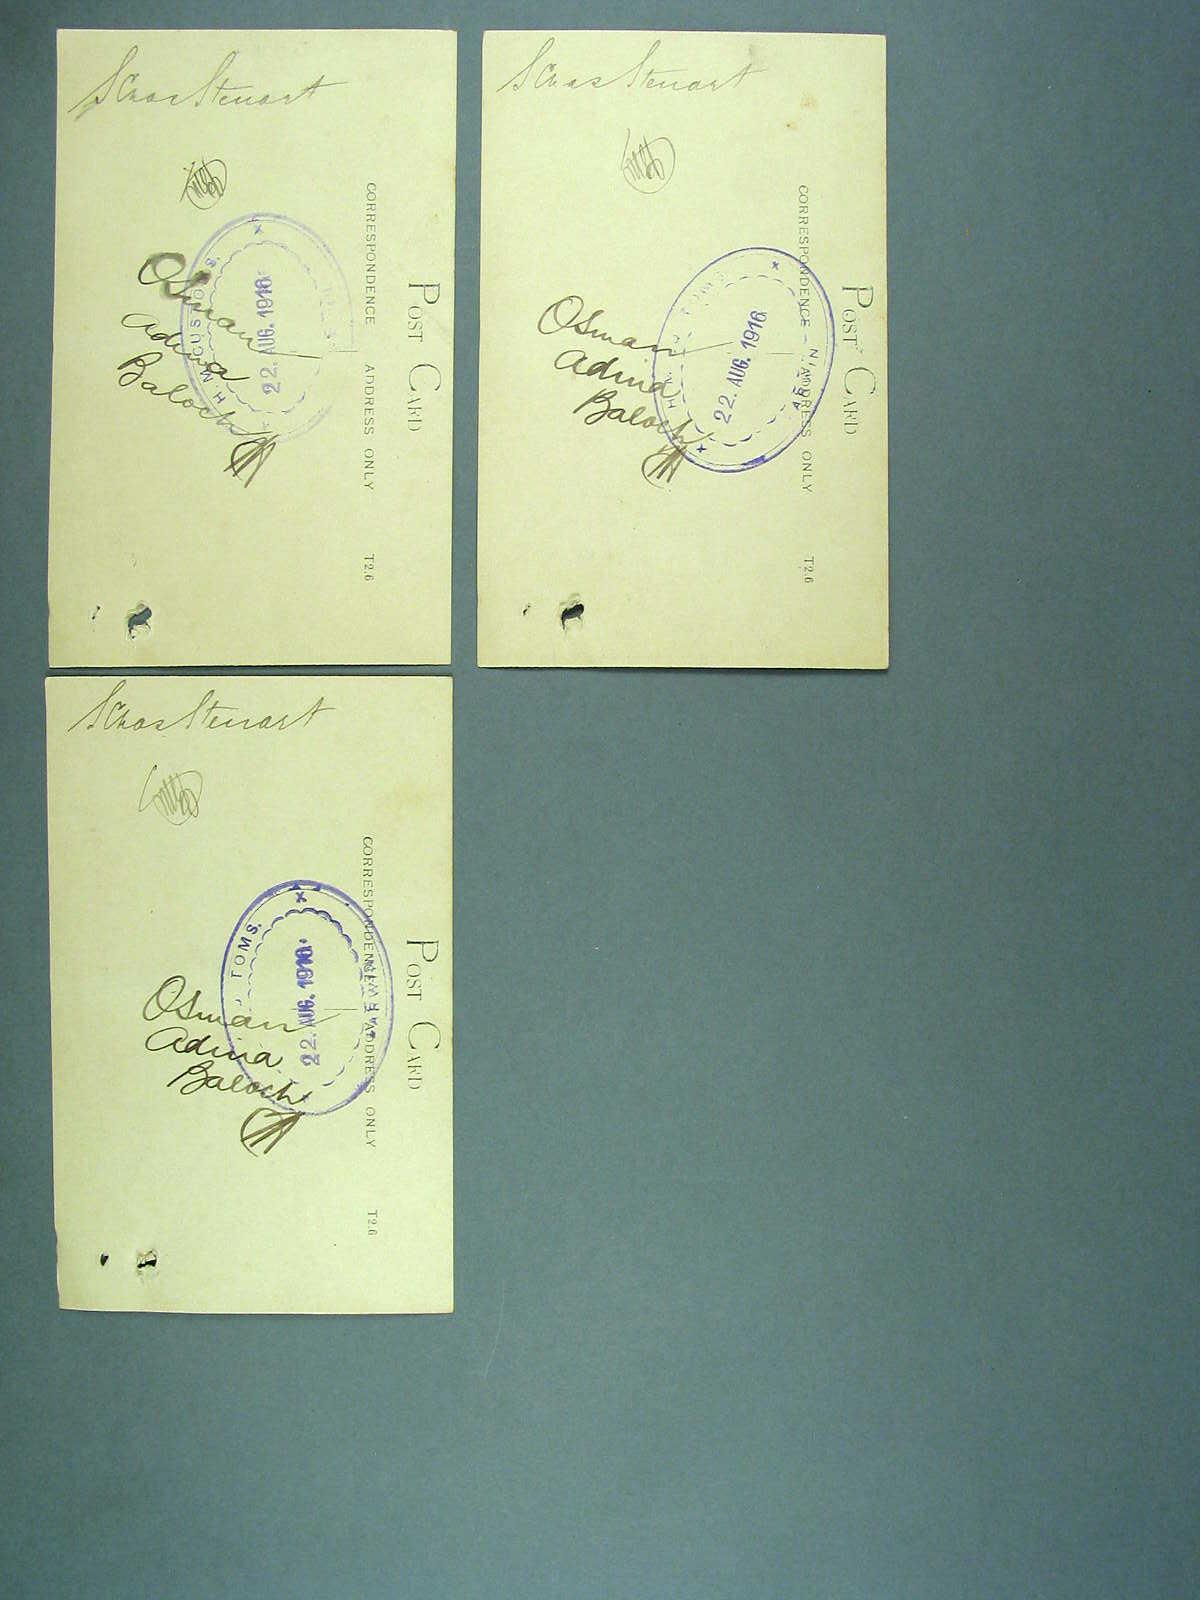 S Chas Stewart
Osman
Adina
Baloch
H.M. CUSTOMS.
22. AUG. 1916
POST CARD
CORRESPONDENCE ADDRESS ONLY
T2.6
S Chas Stewart
Osman
Adina
Baloch
22. AUG. 1916
POST CARD
CORRESPONDENCE ADDRESS ONLY
T2.6
S Chas Stewart
Osman
Adina
Baloch
TOMS.
22. AUG. 1916
POST CARD
CORRESPONDENCE ADDRESS ONLY
T2.6